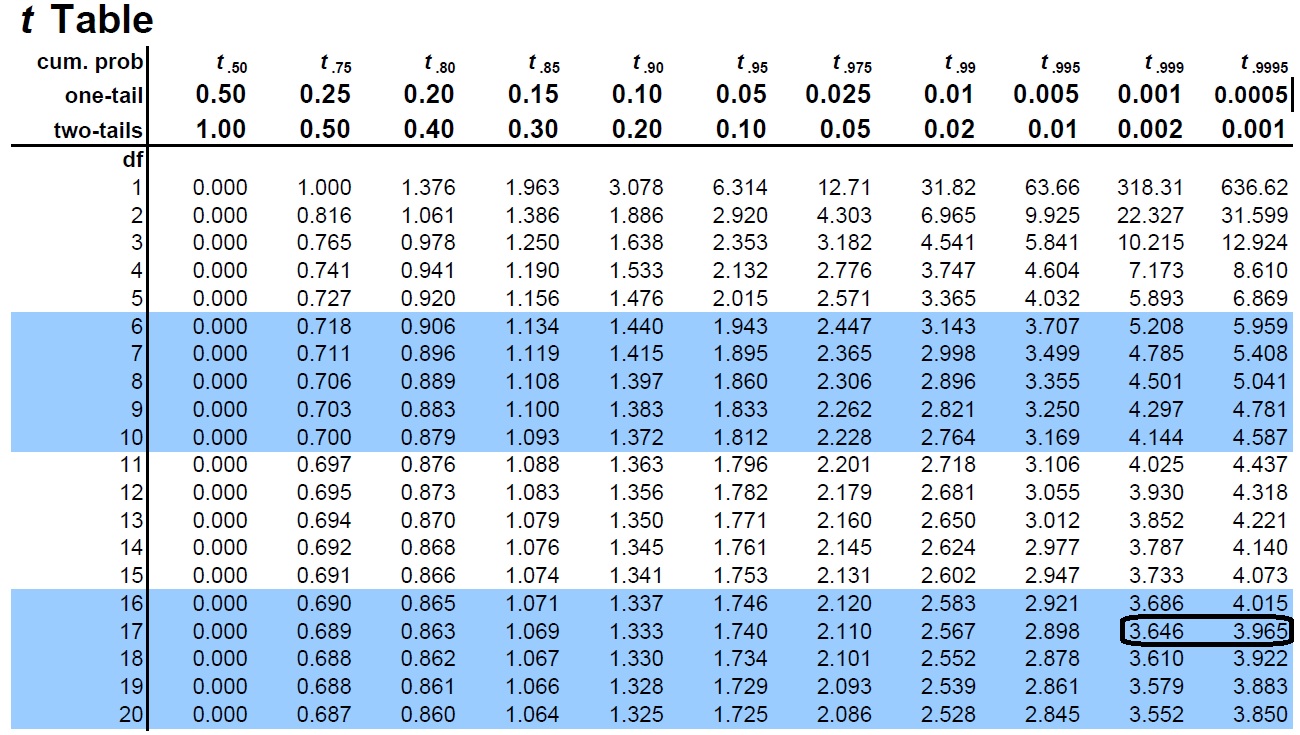 t Table
cum. prob t .50 t .75 t .80 t .85 t .90 t .95 t .975 t .99 t .995 t .999 t .9995
one-tail 0.50 0.25 0.20 0.15 0.10 0.05 0.025 0.01 0.005 0.001 0.0005
two-tails 1.00 0.50 0.40 0.30 0.20 0.10 0.05 0.02 0.01 0.002 0.001
df
1 0.000 1.000 1.376 1.963 3.078 6.314 12.71 31.82 63.66 318.31 636.62
2 0.000 0.816 1.061 1.386 1.886 2.920 4.303 6.965 9.925 22.327 31.599
3 0.000 0.765 0.978 1.250 1.638 2.353 3.182 4.541 5.841 10.215 12.924
4 0.000 0.741 0.941 1.190 1.533 2.132 2.776 3.747 4.604 7.173 8.610
5 0.000 0.727 0.920 1.156 1.476 2.015 2.571 3.365 4.032 5.893 6.869
6 0.000 0.718 0.906 1.134 1.440 1.943 2.447 3.143 3.707 5.208 5.959
7 0.000 0.711 0.896 1.119 1.415 1.895 2.365 2.998 3.499 4.785 5.408
8 0.000 0.706 0.889 1.108 1.397 1.860 2.306 2.896 3.355 4.501 5.041
9 0.000 0.703 0.883 1.100 1.383 1.833 2.262 2.821 3.250 4.297 4.781
10 0.000 0.700 0.879 1.093 1.372 1.812 2.228 2.764 3.169 4.144 4.587
11 0.000 0.697 0.876 1.088 1.363 1.796 2.201 2.718 3.106 4.025 4.437
12 0.000 0.695 0.873 1.083 1.356 1.782 2.179 2.681 3.055 3.930 4.318
13 0.000 0.694 0.870 1.079 1.350 1.771 2.160 2.650 3.012 3.852 4.221
14 0.000 0.692 0.868 1.076 1.345 1.761 2.145 2.624 2.977 3.787 4.140
15 0.000 0.691 0.866 1.074 1.341 1.753 2.131 2.602 2.947 3.733 4.073
16 0.000 0.690 0.865 1.071 1.337 1.746 2.120 2.583 2.921 3.686 4.015
17 0.000 0.689 0.863 1.069 1.333 1.740 2.110 2.567 2.898 3.646 3.965
18 0.000 0.688 0.862 1.067 1.330 1.734 2.101 2.552 2.878 3.610 3.922
19 0.000 0.688 0.861 1.066 1.328 1.729 2.093 2.539 2.861 3.579 3.883
20 0.000 0.687 0.860 1.064 1.325 1.725 2.086 2.528 2.845 3.552 3.850